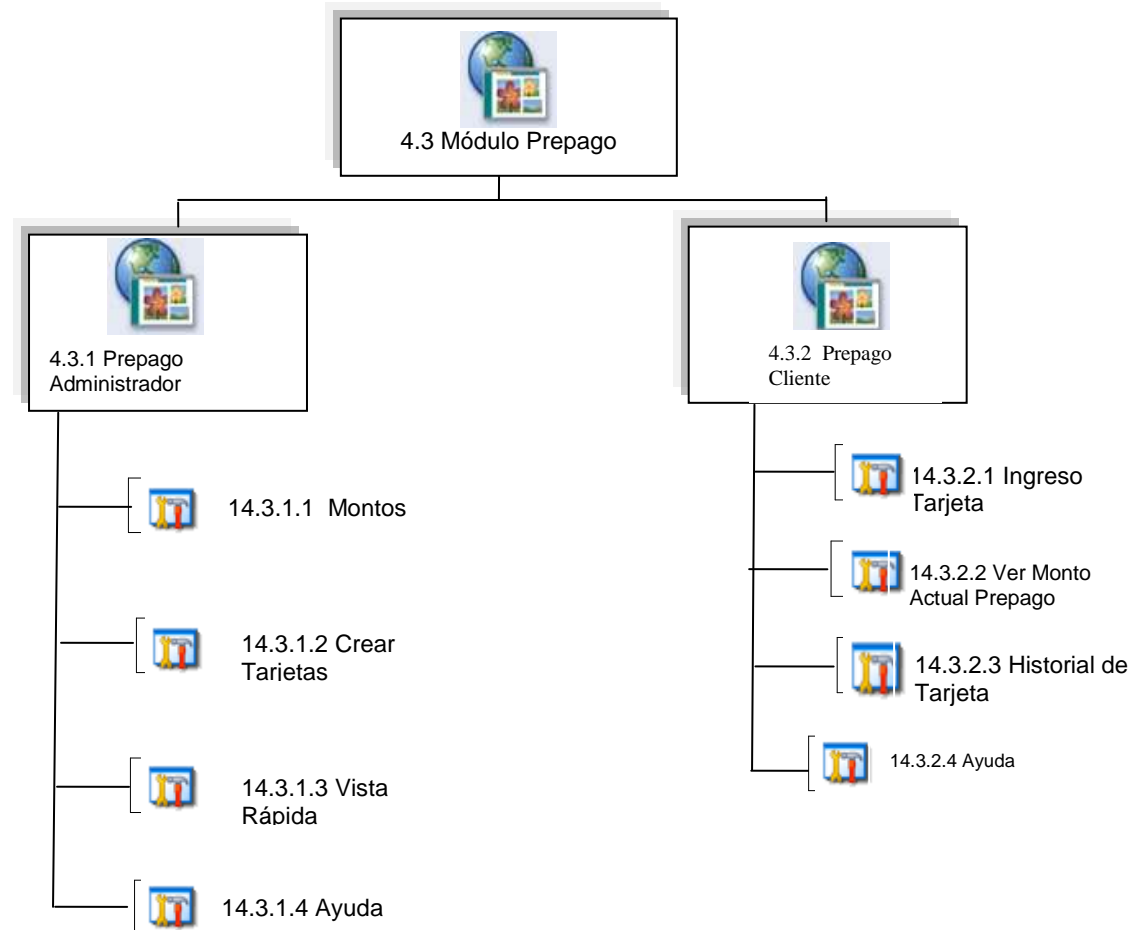 4.3 Módulo Prepago
4.3.1 Prepago
Administrador
14.3.1.1 Montos
14.3.1.2 Crear
Tarjetas
14.3.1.3 Vista
Rápida
14.3.1.4 Ayuda
4.3.2 Prepago
Cliente
14.3.2.1 Ingreso
Tarjeta
14.3.2.2 Ver Monto
Actual Prepago
14.3.2.3 Historial de
Tarjeta
14.3.2.4 Ayuda